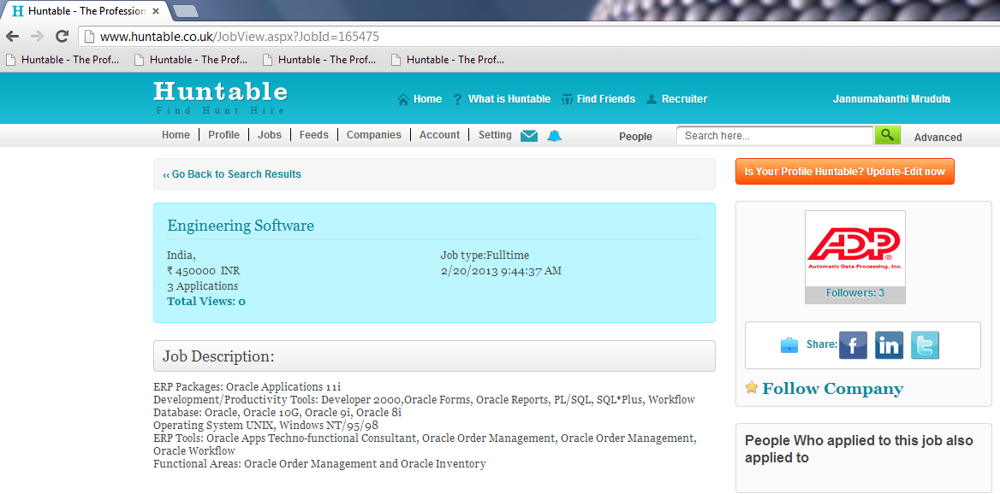 Huntable - The Profession
www.huntable.co.uk/JobView.aspx?JobId=165475
Huntable - The Prof... Huntable - The Prof... Huntable - The Prof... Huntable - The Prof...
Huntable
Find Hunt Hire
Home ? What is Huntable Find Friends Recruiter Jannumahanthi Mrudula
Home Profile Jobs Feeds Companies Account Setting People Search here... Advanced
‹‹ Go Back to Search Results
Is Your Profile Huntable? Update-Edit now
Engineering Software
India,
₹ 450000 INR
3 Applications
Total Views: 0
Job type:Fulltime
2/20/2013 9:44:37 AM
Job Description:
ERP Packages: Oracle Applications 11i
Development/Productivity Tools: Developer 2000,Oracle Forms, Oracle Reports, PL/SQL, SQL*Plus, Workflow
Database: Oracle, Oracle 10G, Oracle 9i, Oracle 8i
Operating System UNIX, Windows NT/95/98
ERP Tools: Oracle Apps Techno-functional Consultant, Oracle Order Management, Oracle Order Management,
Oracle Workflow
Functional Areas: Oracle Order Management and Oracle Inventory
ADP®
Automatic Data Processing, Inc.
Followers: 3
Share: f in t
Follow Company
People Who applied to this job also
applied to